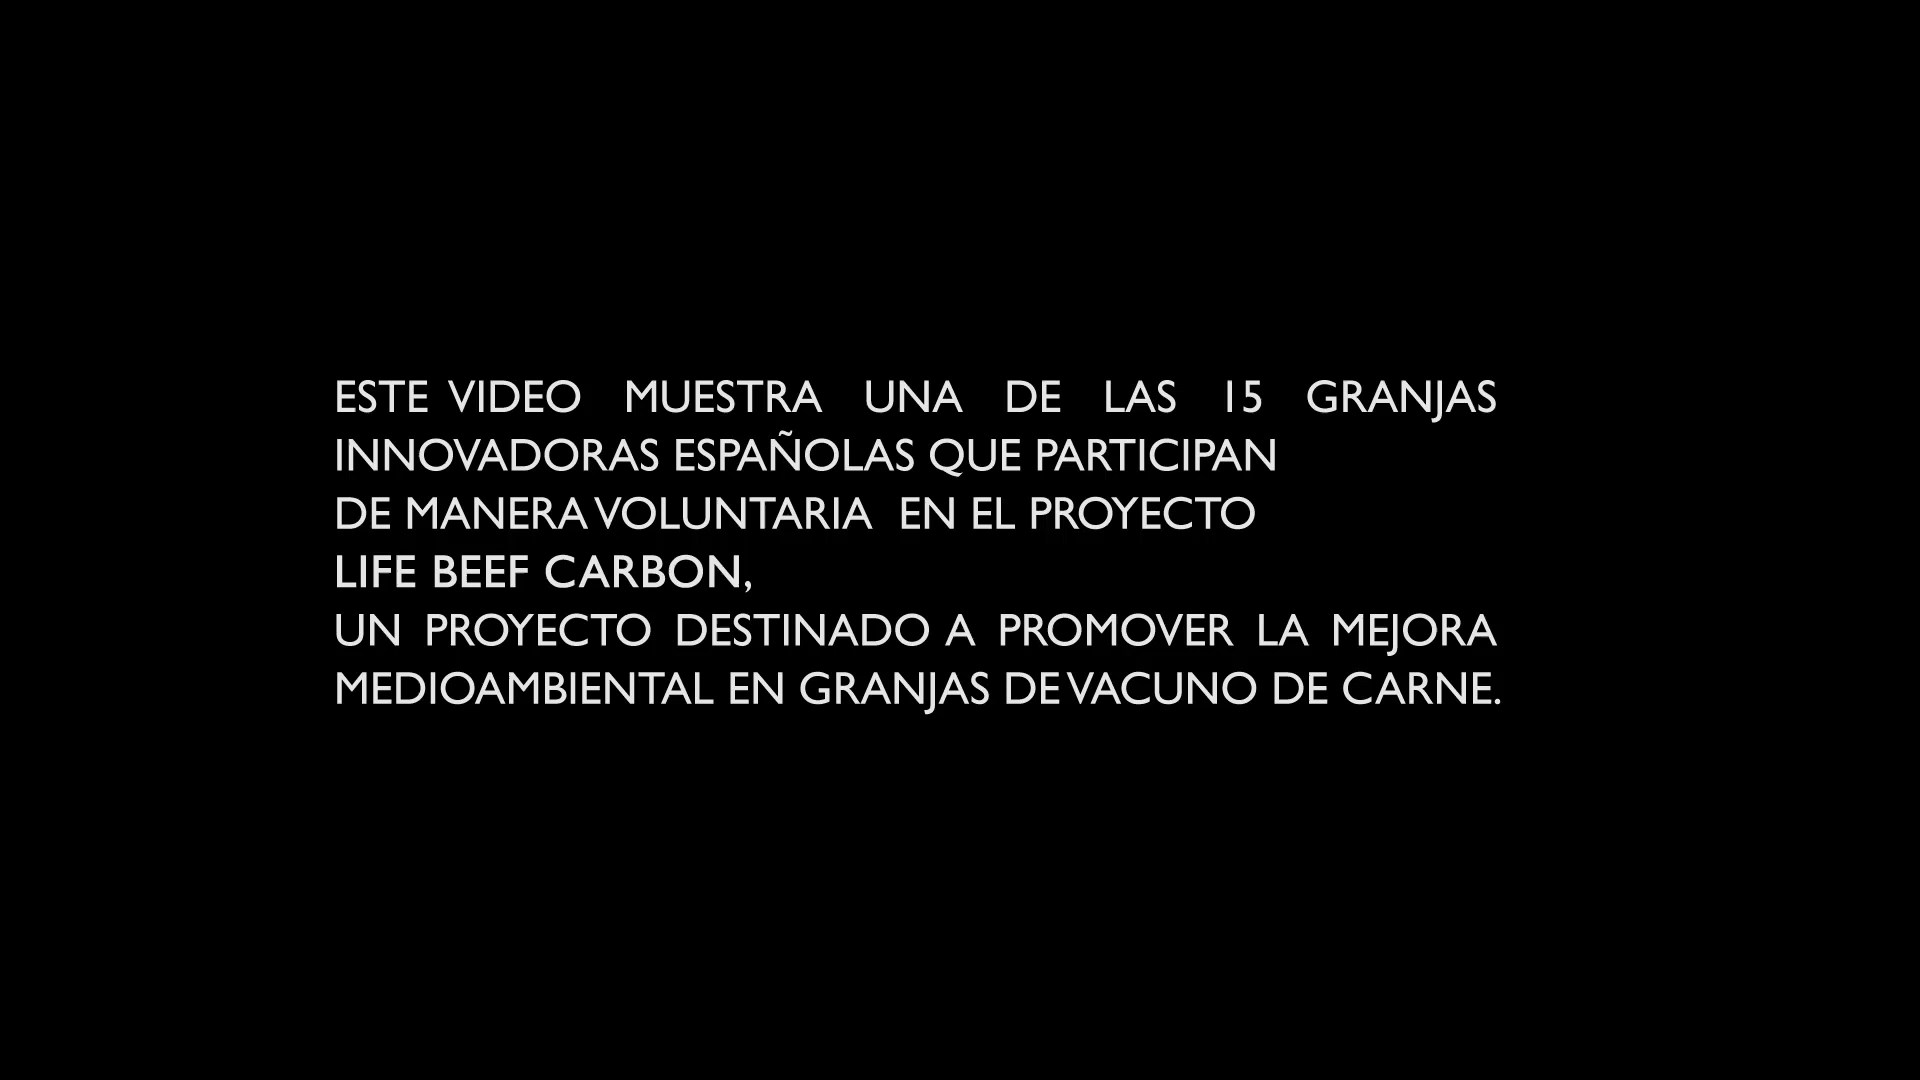 ESTE VIDEO MUESTRA UNA DE LAS 15 GRANJAS
INNOVADORAS ESPAÑOLAS QUE PARTICIPAN
DE MANERA VOLUNTARIA EN EL PROYECTO
LIFE BEEF CARBON,
UN PROYECTO DESTINADO A PROMOVER LA MEJORA
MEDIOAMBIENTAL EN GRANJAS DE VACUNO DE CARNE.